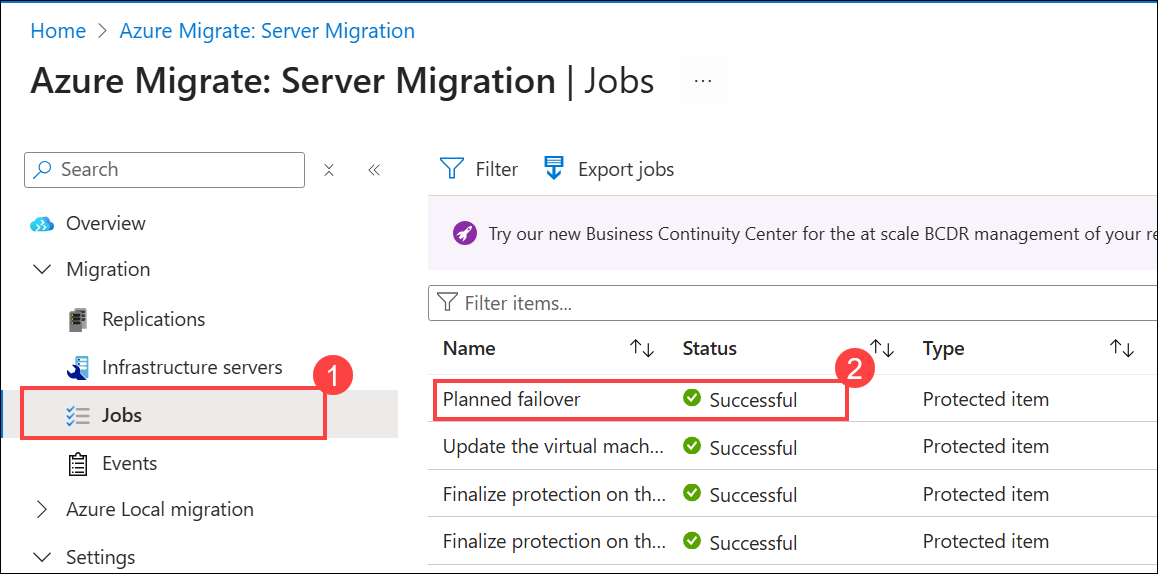 Home > Azure Migrate: Server Migration
Azure Migrate: Server Migration | Jobs ...
Search
Filter Export jobs
Overview
Try our new Business Continuity Center for the at scale BCDR management of your re
Migration
Filter items...
Replications
Name Status Type
Infrastructure servers
1
2
Jobs
Planned failover Successful Protected item
Update the virtual mach... Successful Protected item
Events
Finalize protection on th... Successful Protected item
Azure Local migration
Finalize protection on th... Successful Protected item
Settings